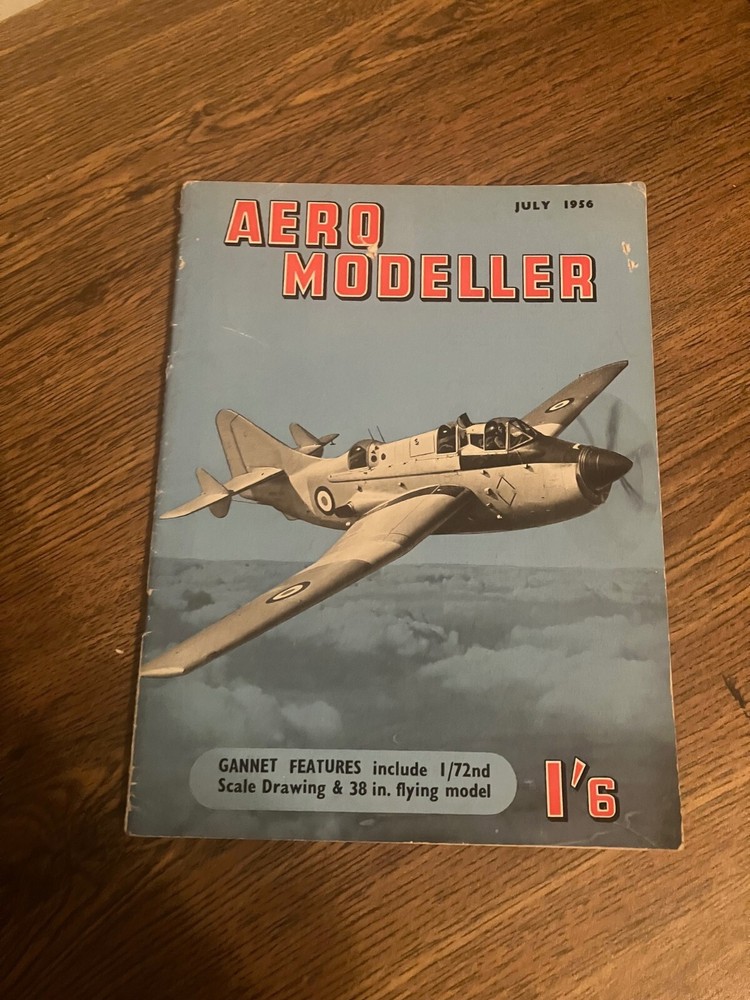 JULY 1956
AERO
MODELLER
S
GANNET FEATURES include 1/72nd
Scale Drawing & 38 in. flying model
1'6